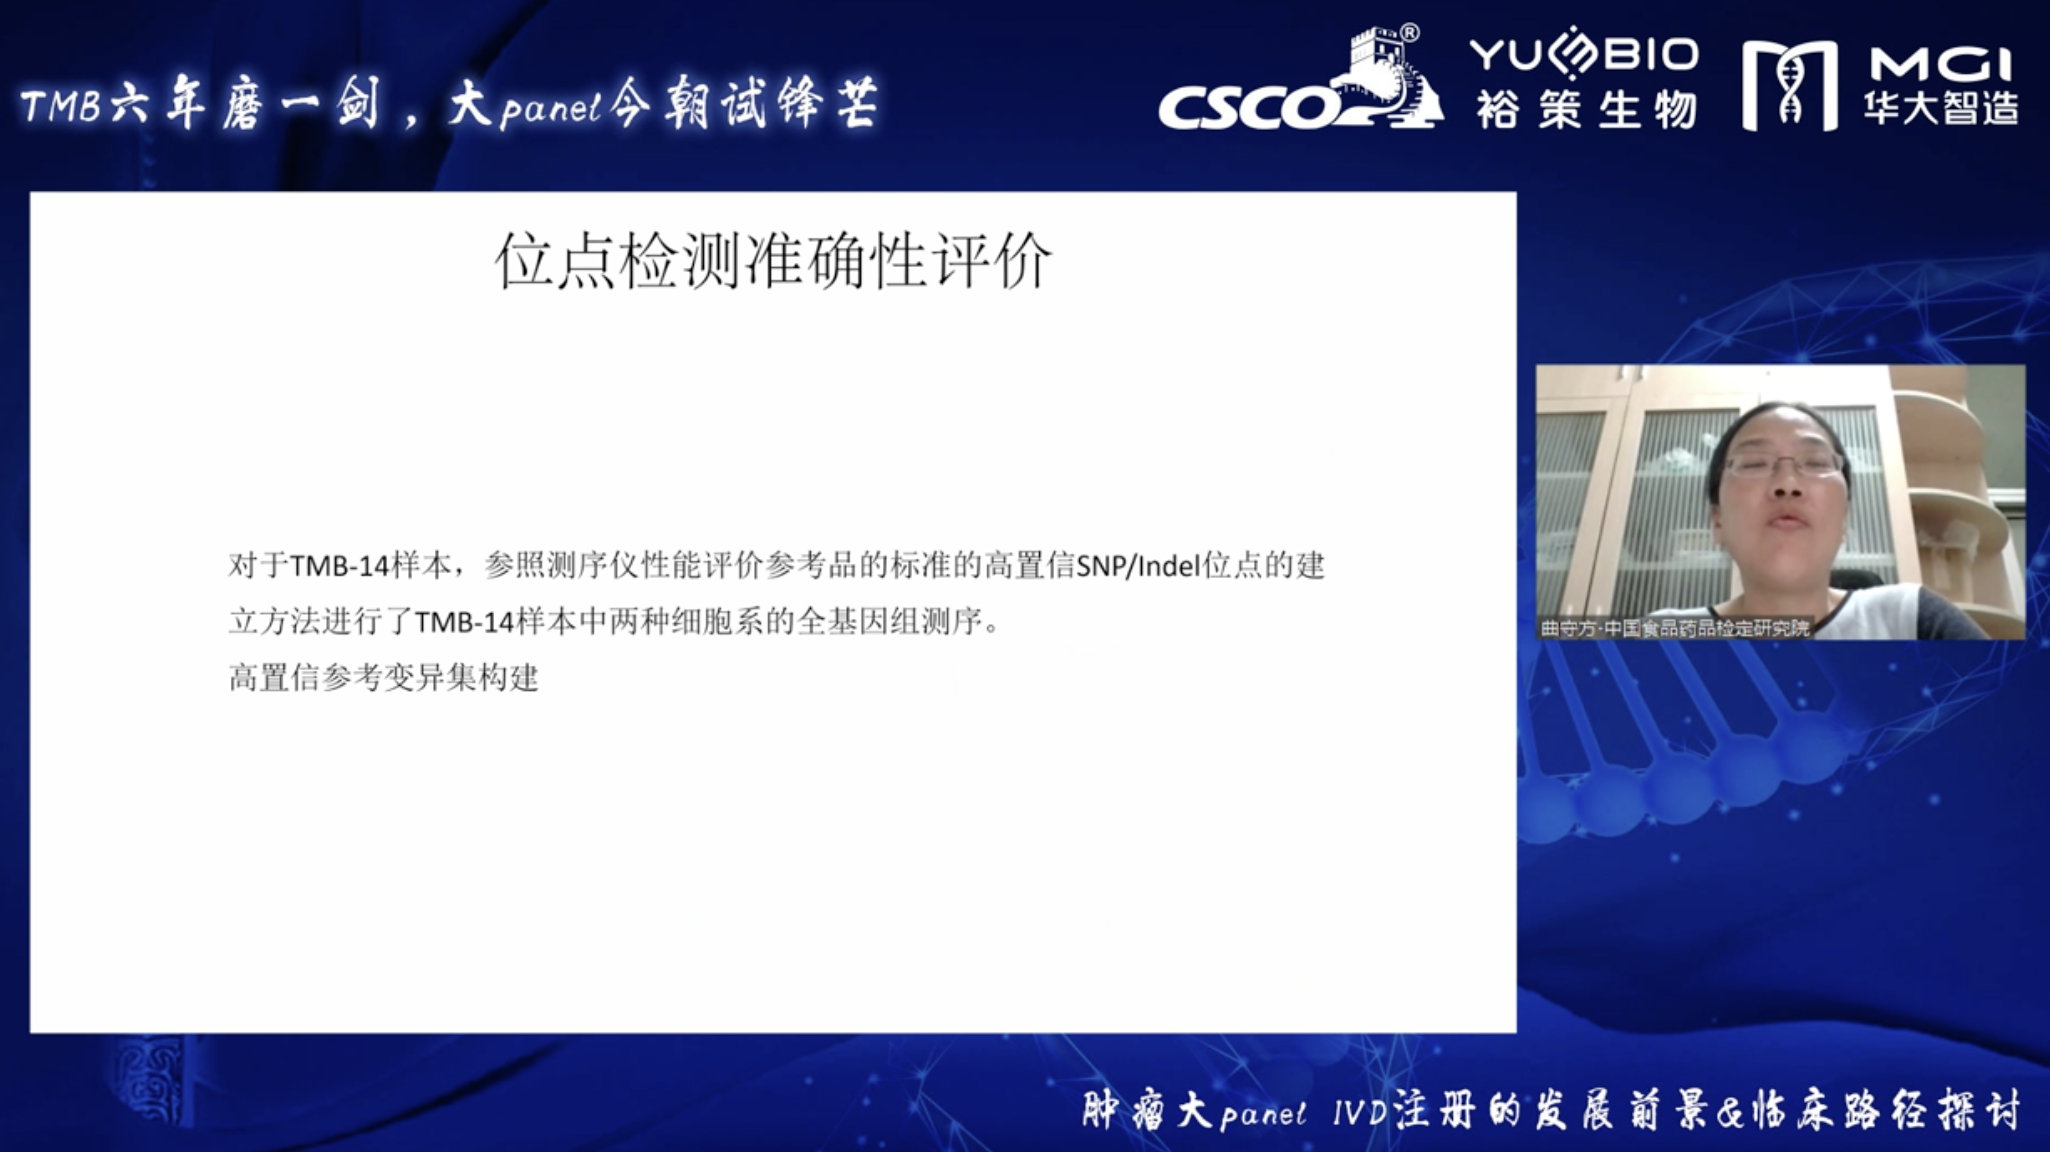 TMB六年磨一剑，大panel今朝试锋芒
CSCO®
YUCEBIO
裕策生物
MGI
华大智造
位点检测准确性评价
对于TMB-14样本，参照测序仪性能评价参考品的标准的高置信SNP/Indel位点的建
立方法进行了TMB-14样本中两种细胞系的全基因组测序。
高置信参考变异集构建
曲守方-中国食品药品检定研究院
肿瘤大panel IVD注册的发展前景&临床路径探讨